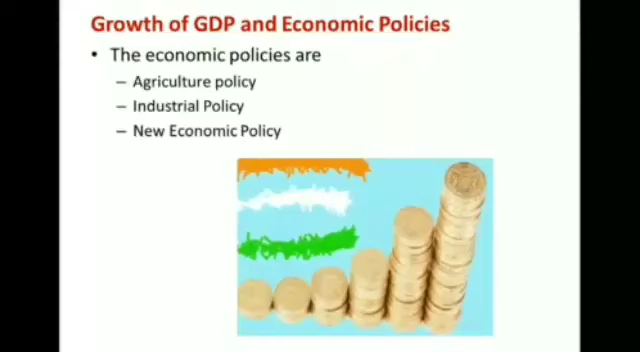 Growth of GDP and Economic Policies
• The economic policies are
– Agriculture policy
– Industrial Policy
– New Economic Policy